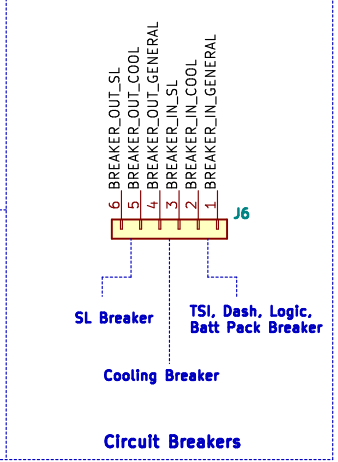 BREAKER_OUT_SL
BREAKER_OUT_COOL
BREAKER_OUT_GENERAL
BREAKER_IN_SL
BREAKER_IN_COOL
BREAKER_IN_GENERAL
6
5
4
3
2
1
J6
SL Breaker
TSI, Dash, Logic,
Batt Pack Breaker
Cooling Breaker
Circuit Breakers